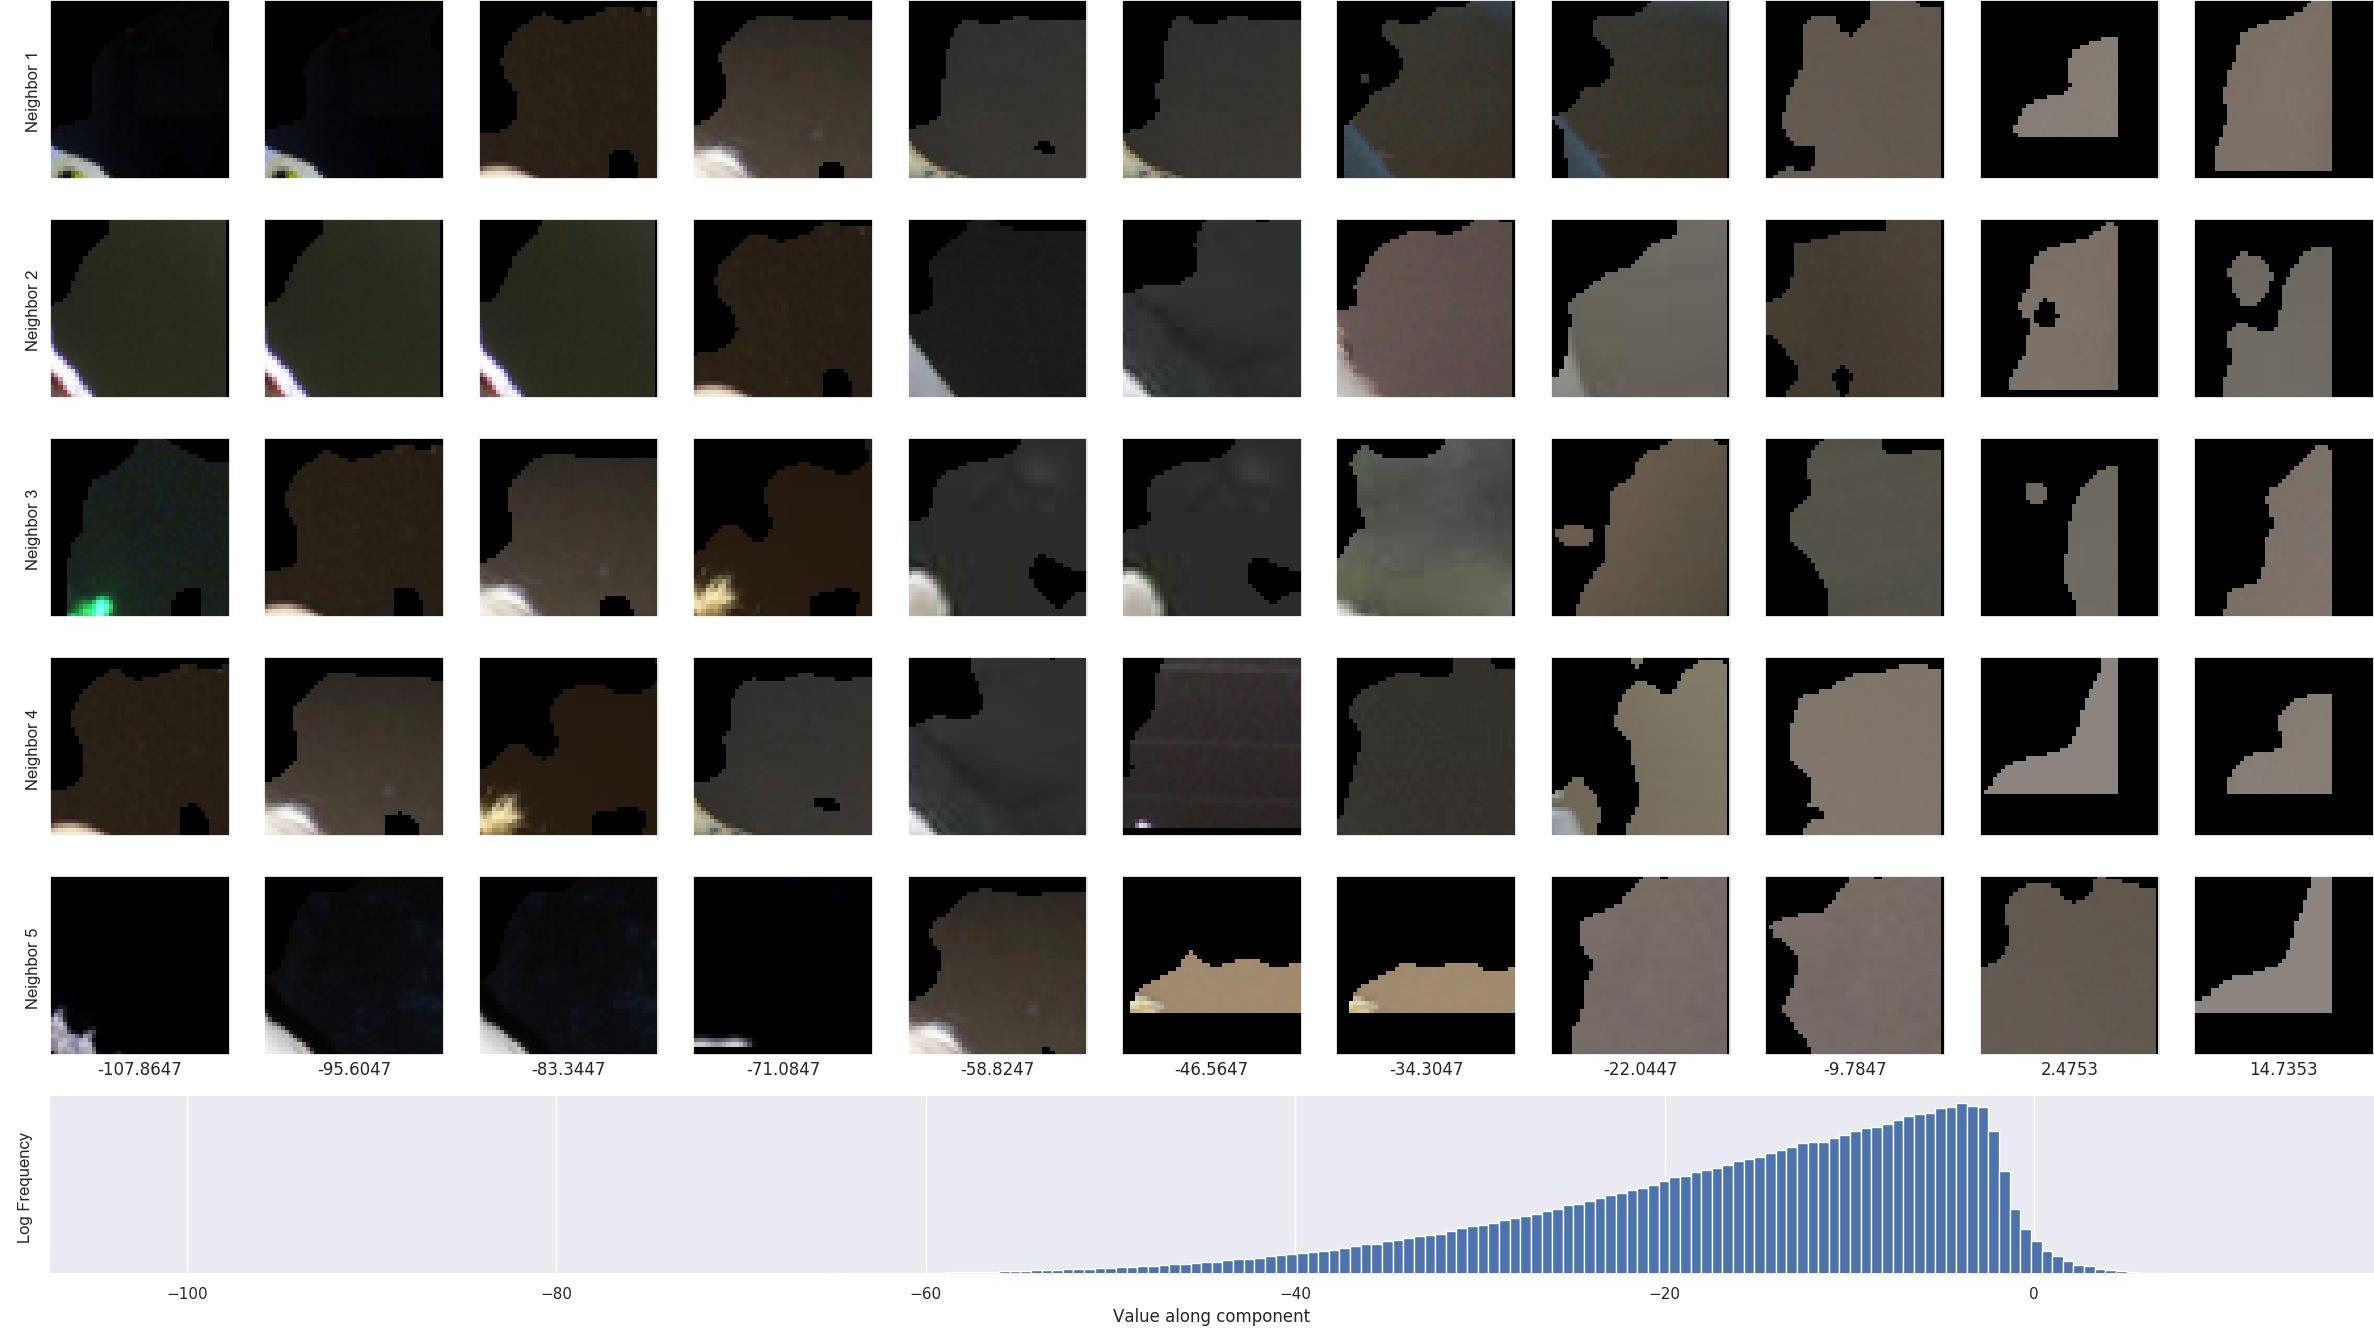 Neighbor 1
Neighbor 2
Neighbor 3
Neighbor 4
Neighbor 5
-107.8647 -95.6047 -83.3447 -71.0847 -58.8247 -46.5647 -34.3047 -22.0447 -9.7847 2.4753 14.7353
Log Frequency
−100 −80 −60 −40 −20 0
Value along component